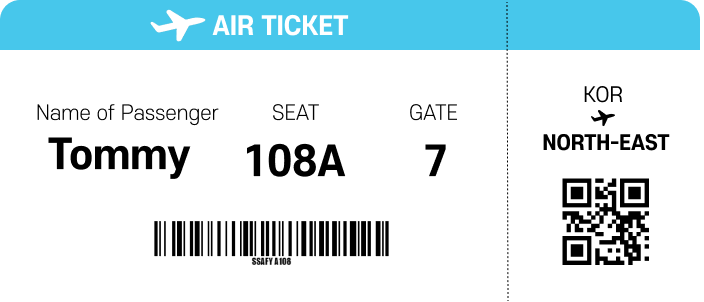 AIR TICKET
Name of Passenger
Tommy
SEAT
108A
GATE
7
SSAFY A108
KOR
NORTH-EAST